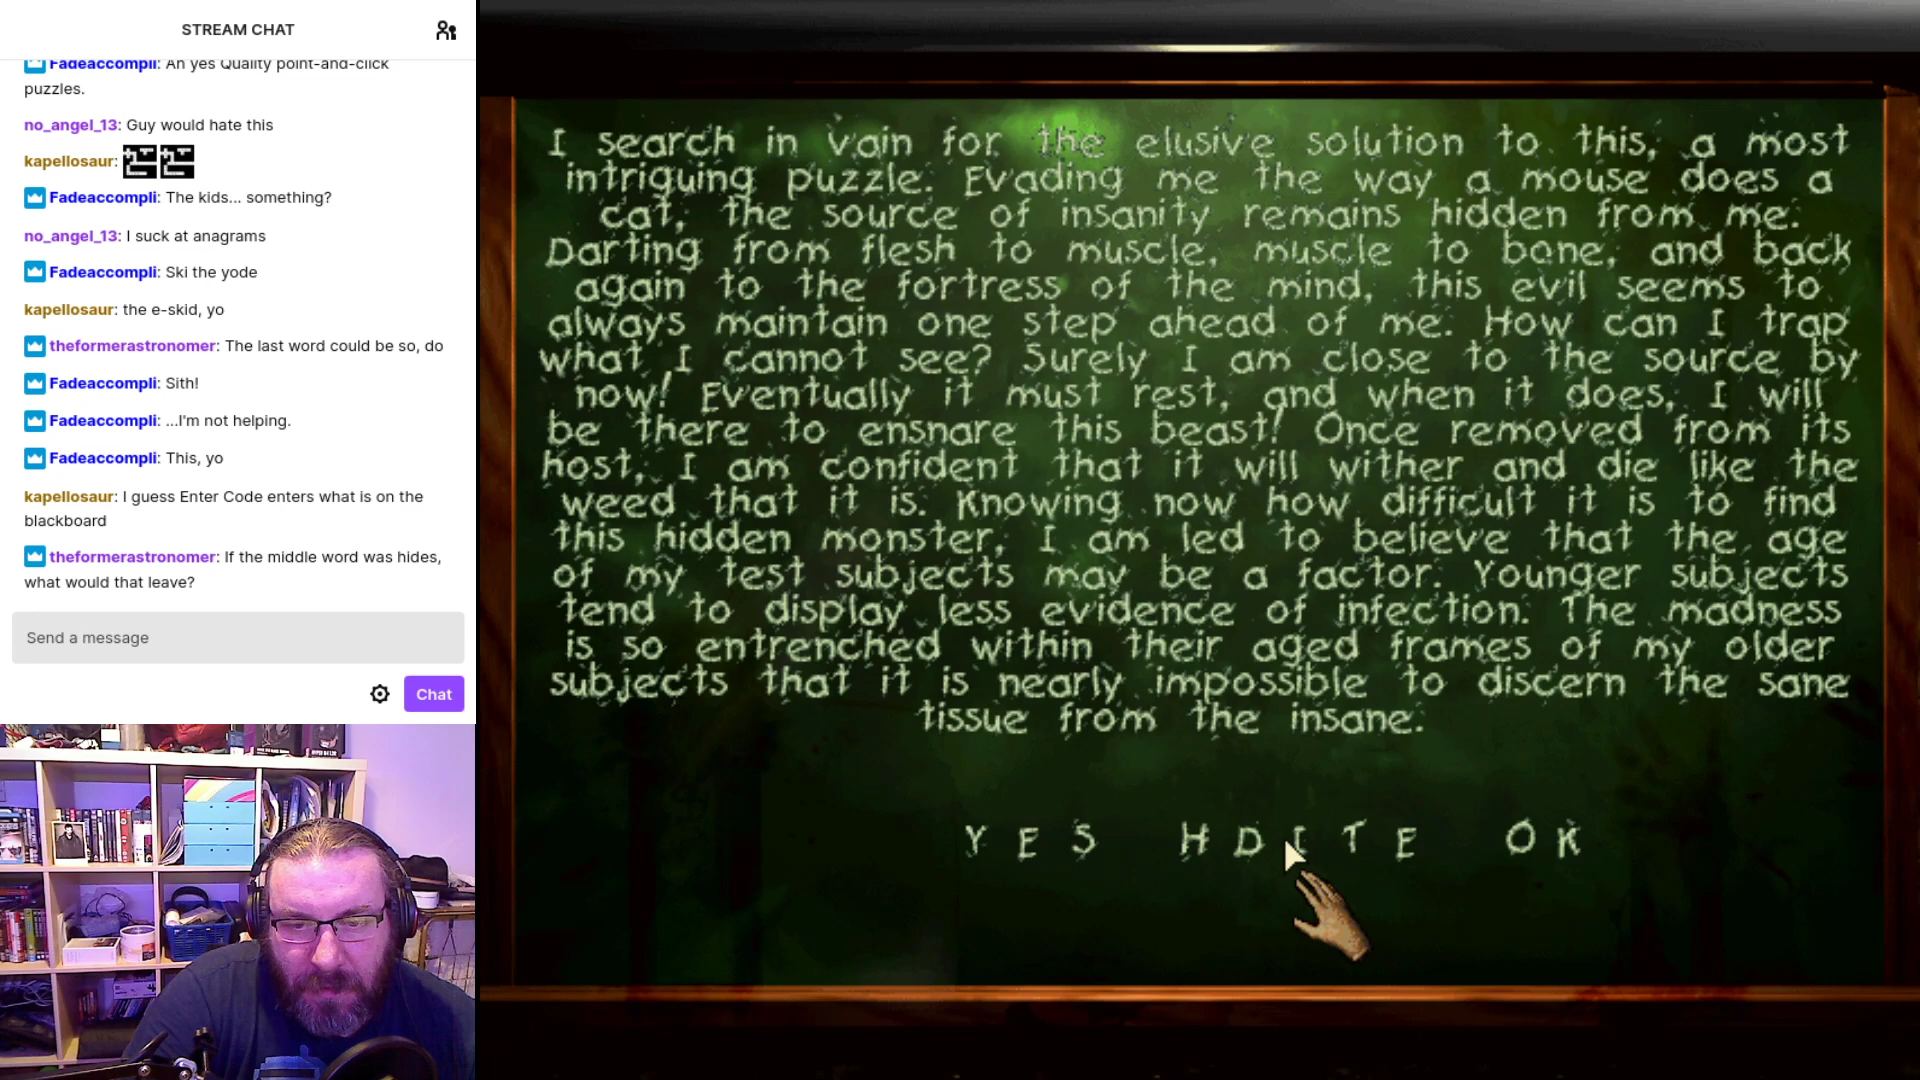 STREAM CHAT
Fadeaccompli: Ah yes Quality point-and-click
puzzles.
no_angel_13: Guy would hate this
kapellosaur:
Fadeaccompli: The kids... something?
no_angel_13: I suck at anagrams
Fadeaccompli: Ski the yode
kapellosaur: the e-skid, yo
theformerastronomer: The last word could be so, do
Fadeaccompli: Sith!
Fadeaccompli: ...I'm not helping.
Fadeaccompli: This, yo
kapellosaur: I guess Enter Code enters what is on the
blackboard
theformerastronomer: If the middle word was hides,
what would that leave?
Send a message
Chat
I search in vain for the elusive solution to this, a most
intriguing puzzle. Evading me the way a mouse does a
cat, the source of insanity remains hidden from me.
Darting from flesh to muscle, muscle to bone, and back
again to the fortress of the mind, this evil seems to
always maintain one step ahead of me. How can I trap
what I cannot see? Surely I am close to the source by
now! Eventually it must rest, and when it does, I will
be there to ensnare this beast! Once removed from its
host, I am confident that it will wither and die like the
weed that it is. Knowing now how difficult it is to find
this hidden monster, I am led to believe that the age
of my test subjects may be a factor. Younger subjects
tend to display less evidence of infection. The madness
is so entrenched within their aged frames of my older
subjects that it is nearly impossible to discern the sane
tissue from the insane.
Y E S H D I T E O K